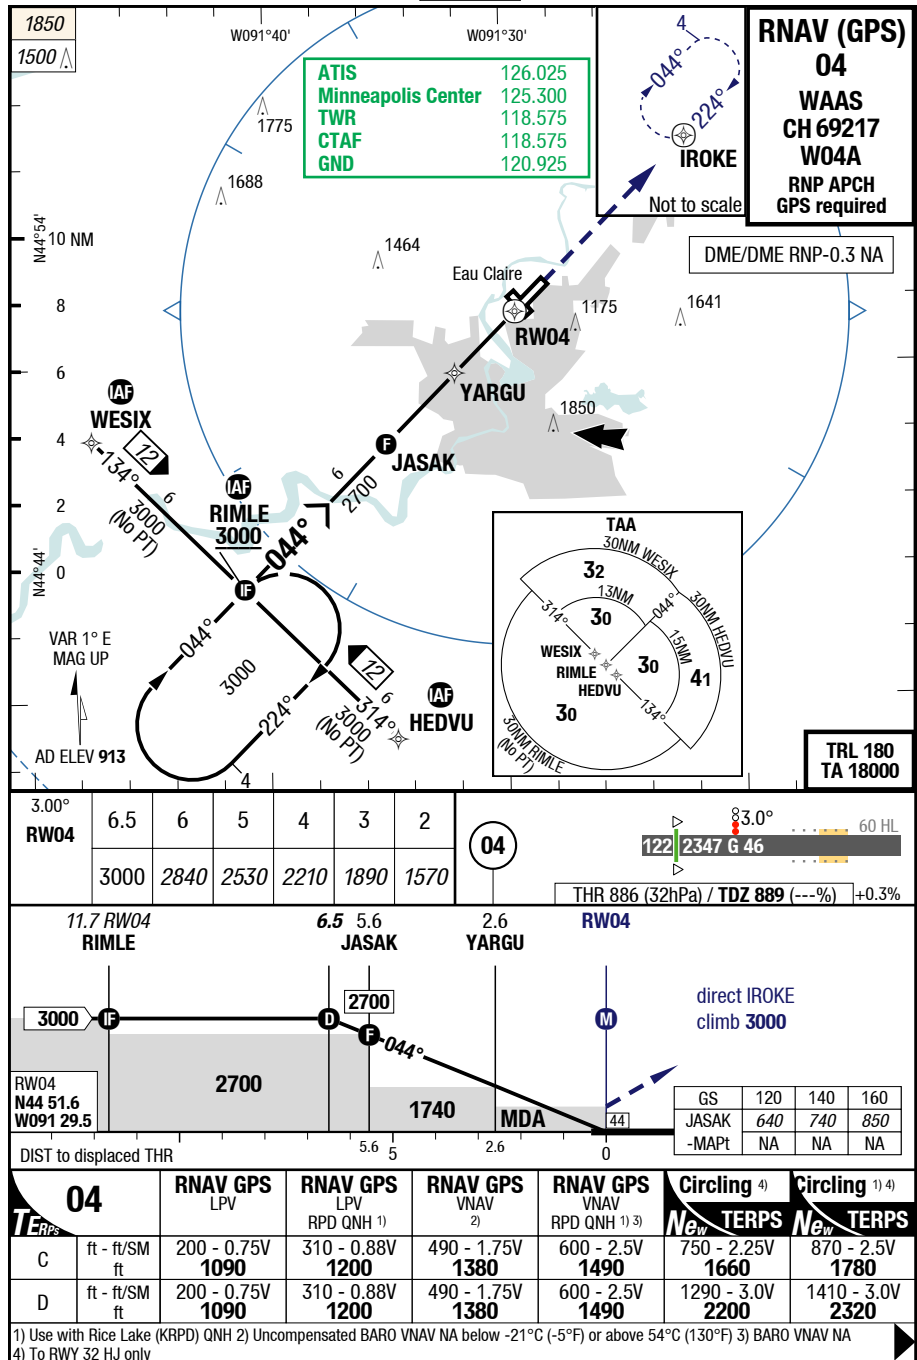 1850
1500
W091°40'
W091°30'
ATIS 126.025
Minneapolis Center 125.300
TWR 118.575
CTAF 118.575
GND 120.925
4
044°
224°
IROKE
Not to scale
RNAV (GPS)
04
WAAS
CH 69217
W04A
RNP APCH
GPS required
DME/DME RNP-0.3 NA
1775
1688
1464
N44°54'
10 NM
8
6
4
2
0
N44°44'
Eau Claire
RW04
1175
1641
YARGU
1850
IAF
WESIX
12
134°
6
3000
(No PT)
F
JASAK
6
2700
IAF
RIMLE
3000
044°
IF
044°
3000
224°
4
12
6
314°
3000
(No PT)
IAF
HEDVU
VAR 1° E
MAG UP
AD ELEV 913
TAA
30NM WESIX
32
13NM
30
314°
044°
30NM HEDVU
15NM
WESIX
RIMLE
HEDVU
30
41
134°
30
30NM RIMLE
(No PT)
TRL 180
TA 18000
3.00°
RW04
6.5 6 5 4 3 2
3000 2840 2530 2210 1890 1570
04
3.0°
60 HL
122 2347 G 46
THR 886 (32hPa) / TDZ 889 (---%) +0.3%
11.7 RW04
RIMLE
6.5 5.6
JASAK
2.6
YARGU
RW04
3000
IF
D
2700
F
044°
M
direct IROKE
climb 3000
2700
1740
MDA
44
RW04
N44 51.6
W091 29.5
DIST to displaced THR
5.6 5 2.6 0
GS 120 140 160
JASAK 640 740 850
-MAPt NA NA NA
TERPs 04
RNAV GPS
LPV
RNAV GPS
LPV
RPD QNH 1)
RNAV GPS
VNAV
2)
RNAV GPS
VNAV
RPD QNH 1) 3)
Circling 4)
New TERPS
Circling 1) 4)
New TERPS
C ft - ft/SM 200 - 0.75V 310 - 0.88V 490 - 1.75V 600 - 2.5V 750 - 2.25V 870 - 2.5V
ft 1090 1200 1380 1490 1660 1780
D ft - ft/SM 200 - 0.75V 310 - 0.88V 490 - 1.75V 600 - 2.5V 1290 - 3.0V 1410 - 3.0V
ft 1090 1200 1380 1490 2200 2320
1) Use with Rice Lake (KRPD) QNH 2) Uncompensated BARO VNAV NA below -21°C (-5°F) or above 54°C (130°F) 3) BARO VNAV NA
4) To RWY 32 HJ only